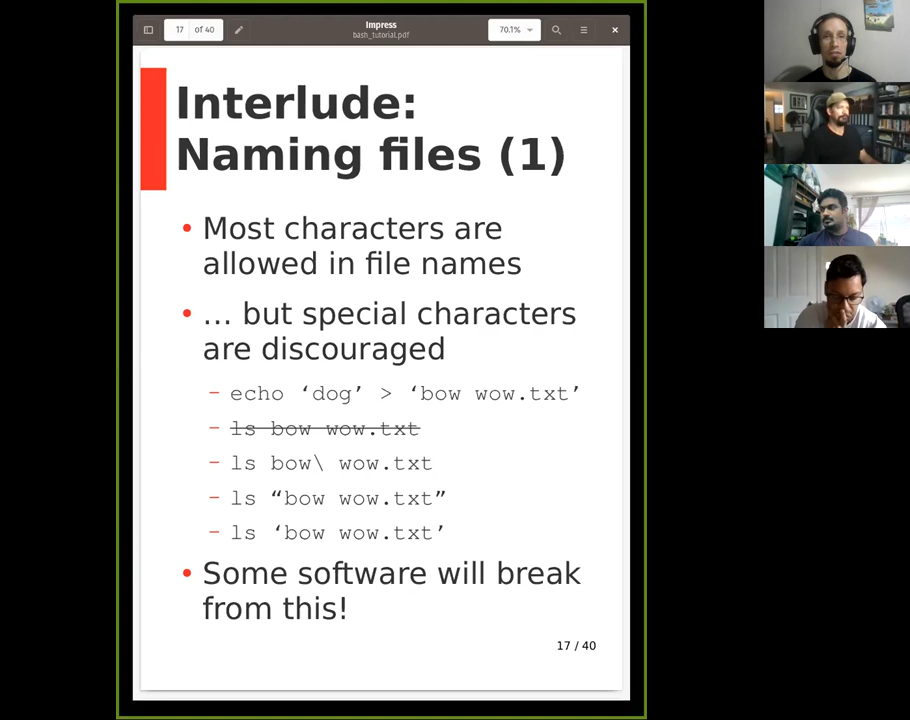 17 of 40
Impress
bash_tutorial.pdf
70.1%
Interlude:
Naming files (1)
• Most characters are
allowed in file names
• … but special characters
are discouraged
– echo ‘dog’ > ‘bow wow.txt’
– ls bow wow.txt
– ls bow\ wow.txt
– ls “bow wow.txt”
– ls ‘bow wow.txt’
• Some software will break
from this!
17 / 40